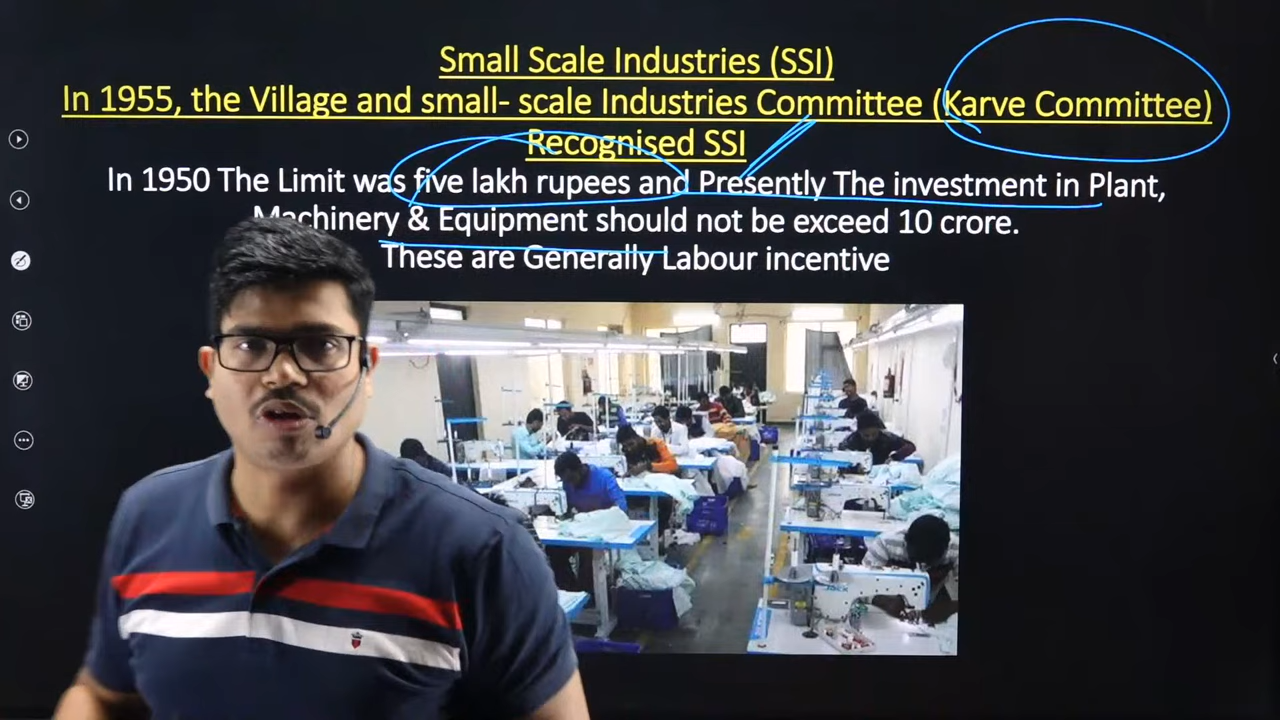 Small Scale Industries (SSI)
In 1955, the Village and small- scale Industries Committee (Karve Committee)
Recognised SSI
In 1950 The Limit was five lakh rupees and Presently The investment in Plant,
Machinery & Equipment should not be exceed 10 crore.
These are Generally Labour incentive